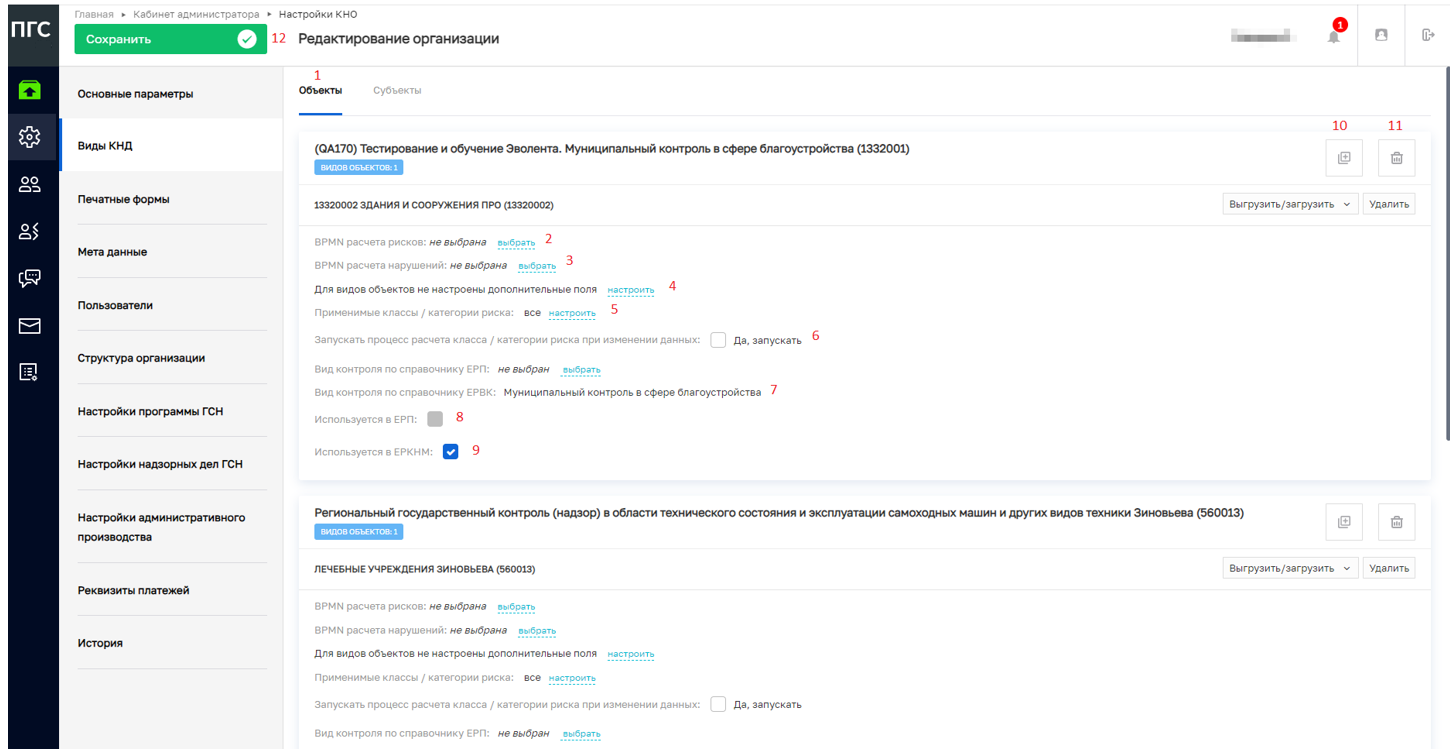 ПГС
Главная ▸ Кабинет администратора ▸ Настройки КНО
Сохранить
12 Редактирование организации
1
Основные параметры
Виды КНД
Печатные формы
Мета данные
Пользователи
Структура организации
Настройки программы ГСН
Настройки надзорных дел ГСН
Настройки административного
производства
Реквизиты платежей
История
1
Объекты Субъекты
10 11
(QA170) Тестирование и обучение Эволента. Муниципальный контроль в сфере благоустройства (1332001)
ВИДОВ ОБЪЕКТОВ: 1
13320002 ЗДАНИЯ И СООРУЖЕНИЯ ПРО (13320002) Выгрузить/загрузить Удалить
BPMN расчета рисков: не выбрана выбрать 2
BPMN расчета нарушений: не выбрана выбрать 3
Для видов объектов не настроены дополнительные поля настроить 4
Применимые классы / категории риска: все настроить 5
Запускать процесс расчета класса / категории риска при изменении данных: Да, запускать 6
Вид контроля по справочнику ЕРП: не выбран выбрать
Вид контроля по справочнику ЕРВК: Муниципальный контроль в сфере благоустройства 7
Используется в ЕРП: 8
Используется в ЕРКНМ: 9
Региональный государственный контроль (надзор) в области технического состояния и эксплуатации самоходных машин и других видов техники Зиновьева (560013)
ВИДОВ ОБЪЕКТОВ: 1
ЛЕЧЕБНЫЕ УЧРЕЖДЕНИЯ ЗИНОВЬЕВА (560013) Выгрузить/загрузить Удалить
BPMN расчета рисков: не выбрана выбрать
BPMN расчета нарушений: не выбрана выбрать
Для видов объектов не настроены дополнительные поля настроить
Применимые классы / категории риска: все настроить
Запускать процесс расчета класса / категории риска при изменении данных: Да, запускать
Вид контроля по справочнику ЕРП: не выбран выбрать